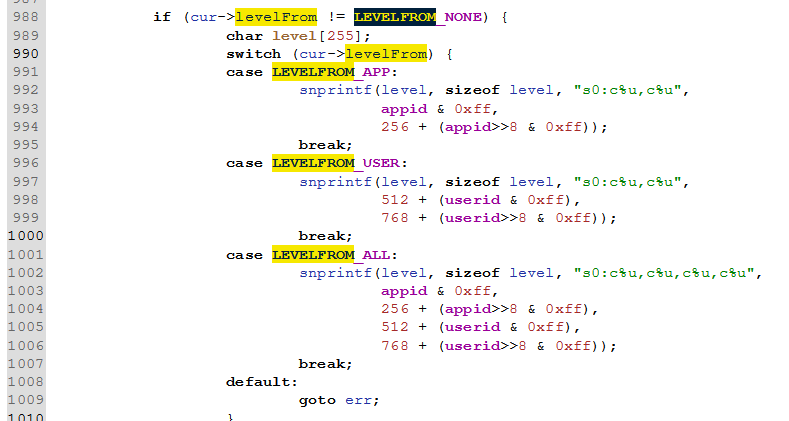 988 if (cur->levelFrom != LEVELFROM_NONE) {
989 char level[255];
990 switch (cur->levelFrom) {
991 case LEVELFROM_APP:
992 snprintf(level, sizeof level, "s0:c%u,c%u",
993 appid & 0xff,
994 256 + (appid>>8 & 0xff));
995 break;
996 case LEVELFROM_USER:
997 snprintf(level, sizeof level, "s0:c%u,c%u",
998 512 + (userid & 0xff),
999 768 + (userid>>8 & 0xff));
1000 break;
1001 case LEVELFROM_ALL:
1002 snprintf(level, sizeof level, "s0:c%u,c%u,c%u,c%u",
1003 appid & 0xff,
1004 256 + (appid>>8 & 0xff),
1005 512 + (userid & 0xff),
1006 768 + (userid>>8 & 0xff));
1007 break;
1008 default:
1009 goto err;
1010 }